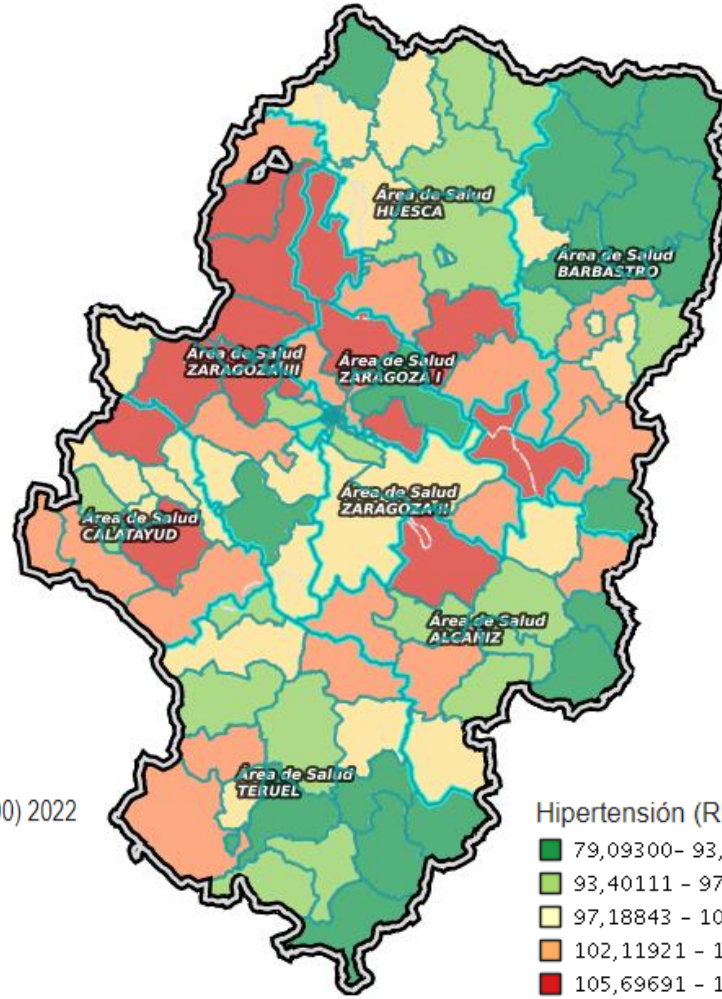 Área de Salud
HUESCA
Área de Salud
BARBASTRO
Área de Salud
ZARAGOZA III
Área de Salud
ZARAGOZA I
Área de Salud
ZARAGOZA II
Área de Salud
CALATAYUD
Área de Salud
ALCAÑIZ
Área de Salud
TERUEL
00) 2022
Hipertensión (R
79,09300– 93,
93,40111 – 97
97,18843 – 10
102,11921 – 1
105,69691 – 1